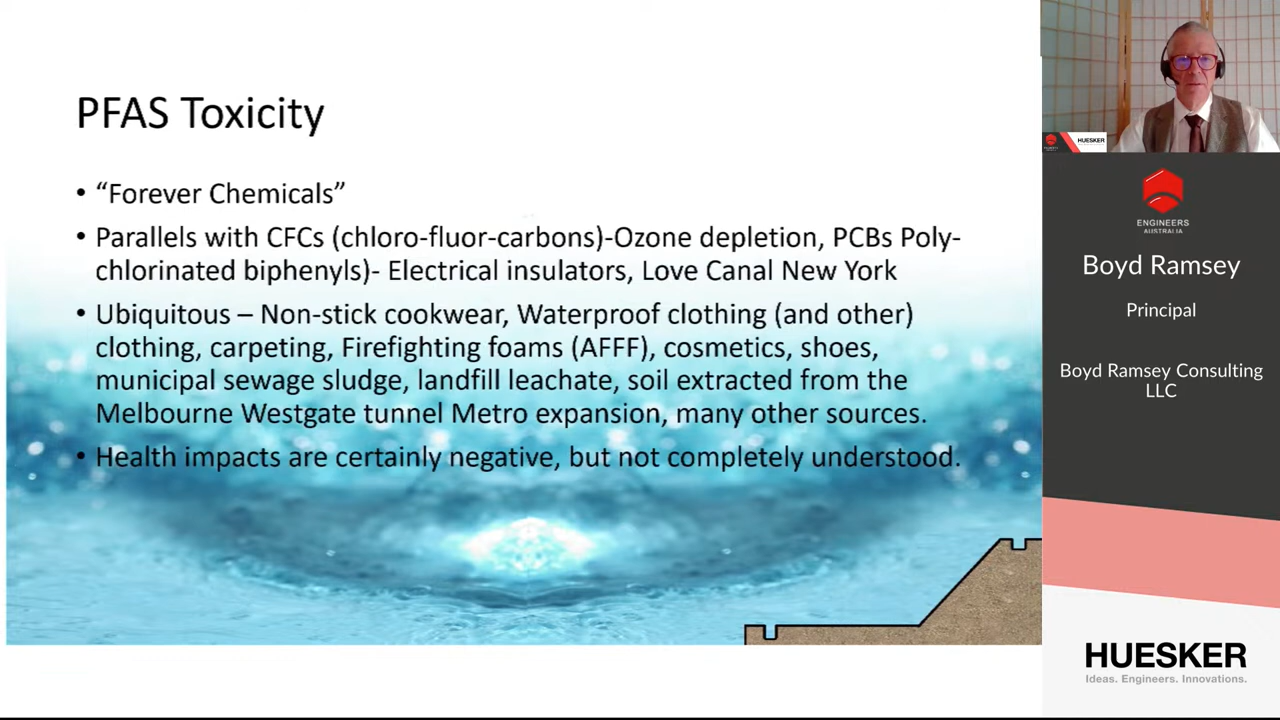 PFAS Toxicity
• “Forever Chemicals”
• Parallels with CFCs (chloro-fluor-carbons)-Ozone depletion, PCBs Poly-
chlorinated biphenyls)- Electrical insulators, Love Canal New York
• Ubiquitous – Non-stick cookwear, Waterproof clothing (and other)
clothing, carpeting, Firefighting foams (AFFF), cosmetics, shoes,
municipal sewage sludge, landfill leachate, soil extracted from the
Melbourne Westgate tunnel Metro expansion, many other sources.
• Health impacts are certainly negative, but not completely understood.
HUESKER
ENGINEERS
AUSTRALIA
Boyd Ramsey
Principal
Boyd Ramsey Consulting
LLC
HUESKER
Ideas. Engineers. Innovations.